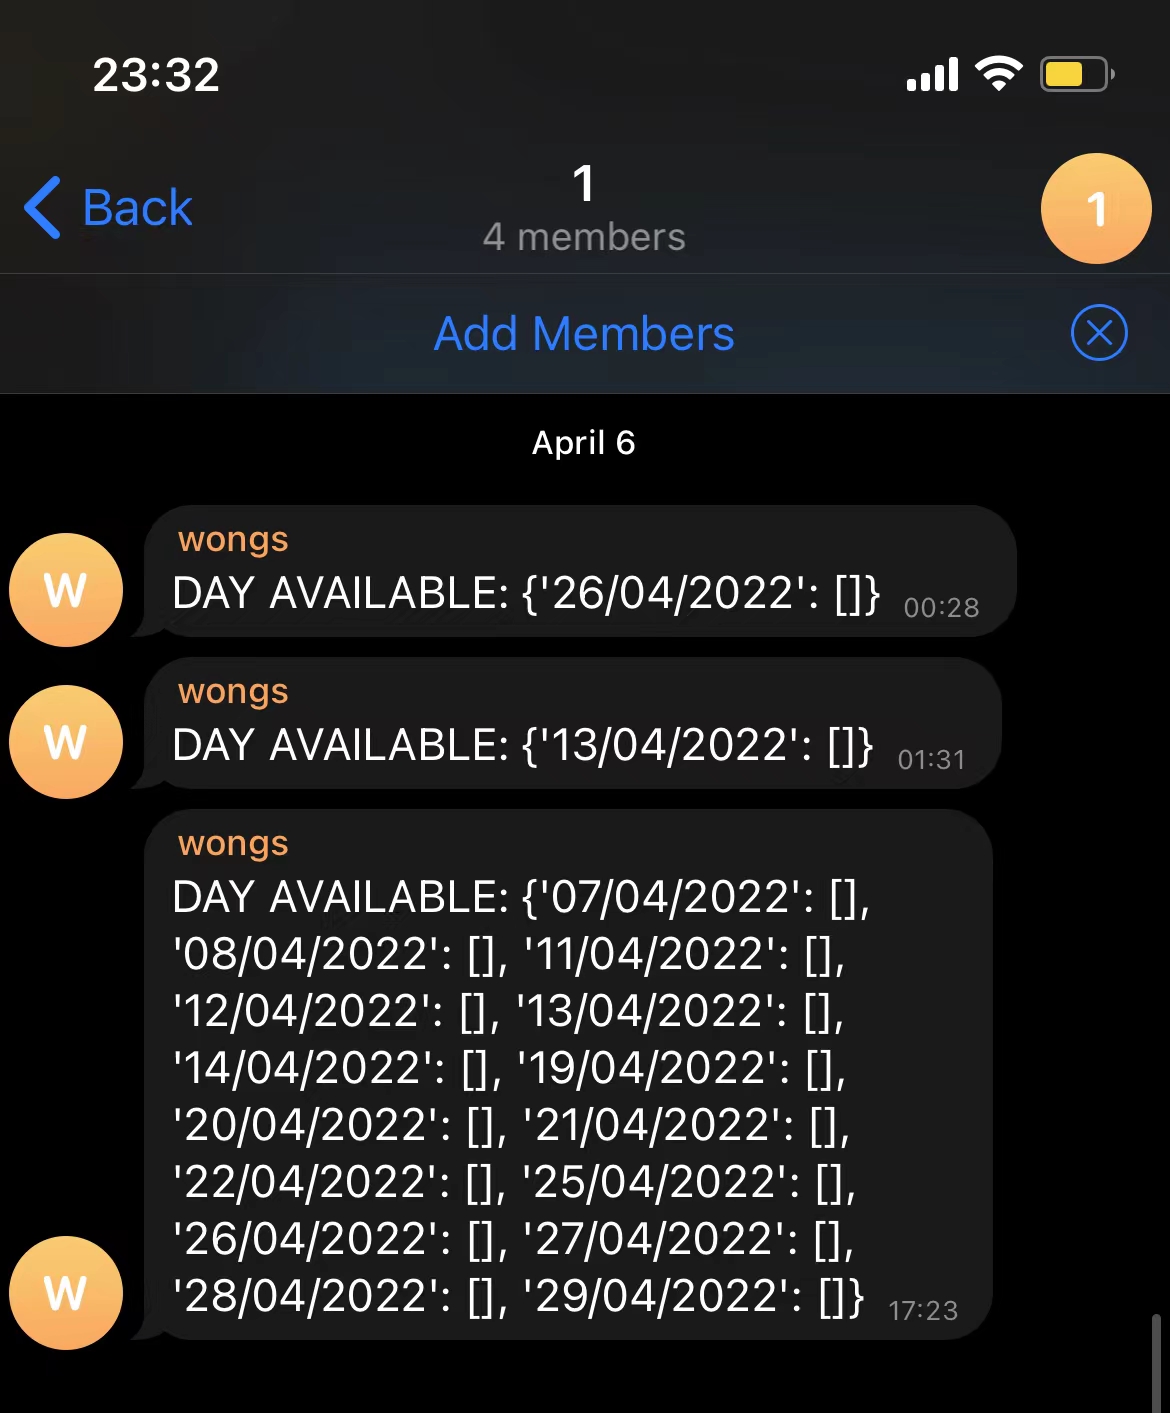 23:32
Back
1
4 members
1
Add Members
April 6
wongs
W
DAY AVAILABLE: {'26/04/2022': []}
00:28
wongs
W
DAY AVAILABLE: {'13/04/2022': []}
01:31
wongs
DAY AVAILABLE: {'07/04/2022': [],
'08/04/2022': [], '11/04/2022': [],
'12/04/2022': [], '13/04/2022': [],
'14/04/2022': [], '19/04/2022': [],
'20/04/2022': [], '21/04/2022': [],
'22/04/2022': [], '25/04/2022': [],
'26/04/2022': [], '27/04/2022': [],
W
'28/04/2022': [], '29/04/2022': []}
17:23